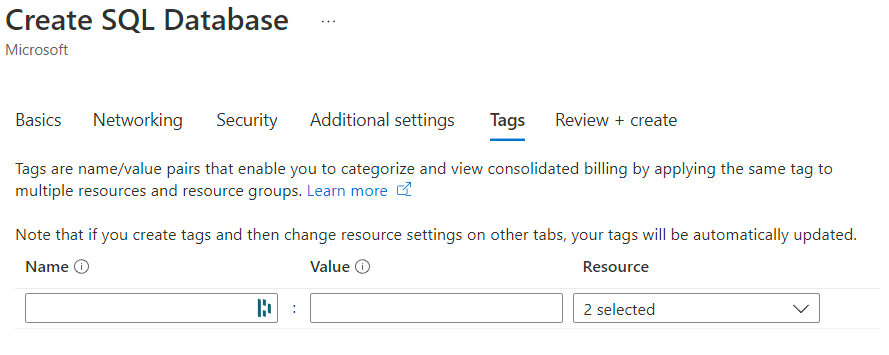 Create SQL Database ...
Microsoft
Basics Networking Security Additional settings Tags Review + create
Tags are name/value pairs that enable you to categorize and view consolidated billing by applying the same tag to
multiple resources and resource groups. Learn more
Note that if you create tags and then change resource settings on other tabs, your tags will be automatically updated.
Name Value Resource
: 2 selected